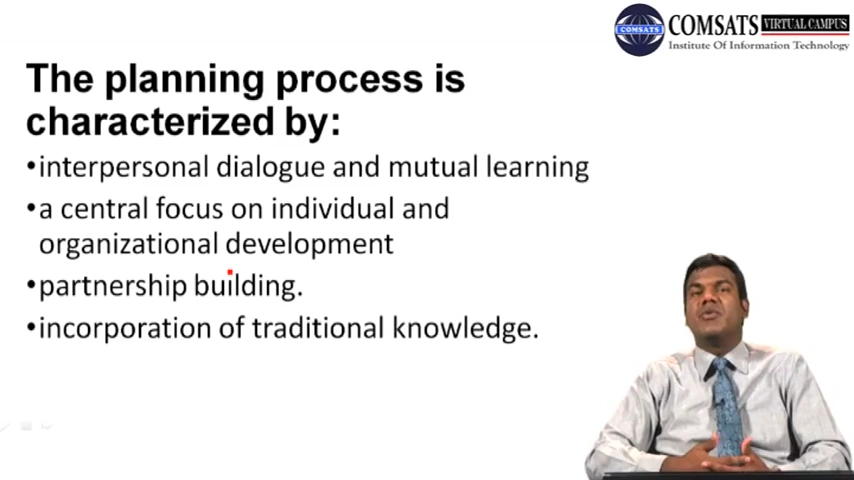 COMSATS VIRTUAL CAMPUS
COMSATS
Institute Of Information Technology
The planning process is
characterized by:
•interpersonal dialogue and mutual learning
•a central focus on individual and
organizational development
•partnership building.
•incorporation of traditional knowledge.